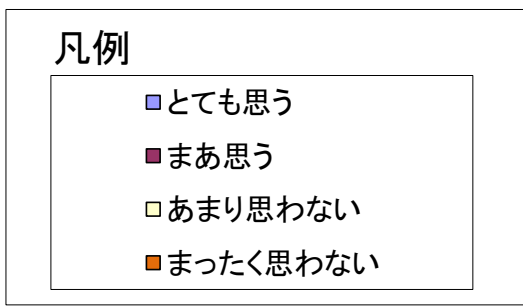 凡例
とても思う
まあ思う
あまり思わない
まったく思わない